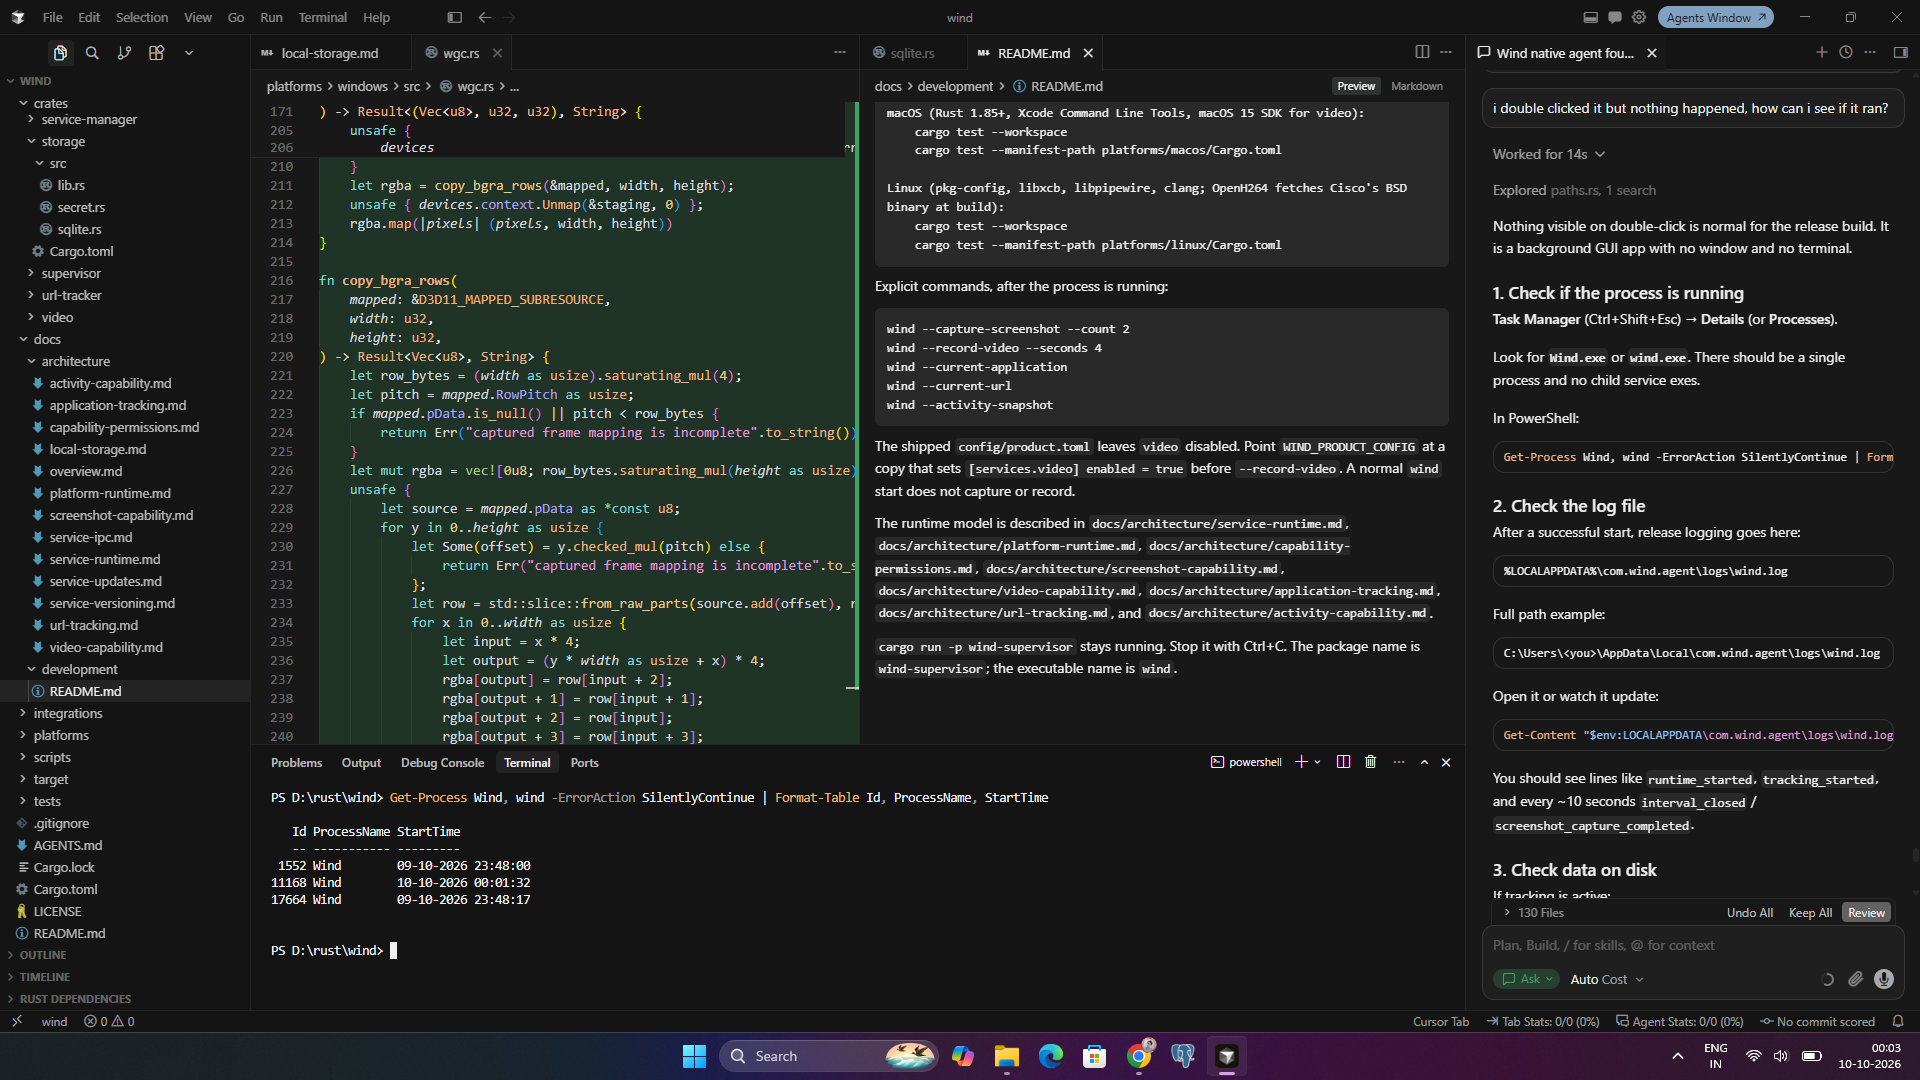 File Edit Selection View Go Run Terminal Help
wind
Agents Window
WIND
crates
service-manager
storage
src
lib.rs
secret.rs
sqlite.rs
Cargo.toml
supervisor
url-tracker
video
docs
architecture
activity-capability.md
application-tracking.md
capability-permissions.md
local-storage.md
overview.md
platform-runtime.md
screenshot-capability.md
service-ipc.md
service-runtime.md
service-updates.md
service-versioning.md
url-tracking.md
video-capability.md
development
README.md
integrations
platforms
scripts
target
tests
.gitignore
AGENTS.md
Cargo.lock
Cargo.toml
LICENSE
README.md
OUTLINE
TIMELINE
RUST DEPENDENCIES
local-storage.md
wgc.rs
platforms > windows > src > wgc.rs > ...
171 ) -> Result<(Vec<u8>, u32, u32), String> {
205 unsafe {
206 devices
210 }
211 let rgba = copy_bgra_rows(&mapped, width, height);
212 unsafe { devices.context.Unmap(&staging, 0) };
213 rgba.map(|pixels| (pixels, width, height))
214 }
215
216 fn copy_bgra_rows(
217 mapped: &D3D11_MAPPED_SUBRESOURCE,
218 width: u32,
219 height: u32,
220 ) -> Result<Vec<u8>, String> {
221 let row_bytes = (width as usize).saturating_mul(4);
222 let pitch = mapped.RowPitch as usize;
223 if mapped.pData.is_null() || pitch < row_bytes {
224 return Err("captured frame mapping is incomplete".to_string())
225 }
226 let mut rgba = vec![0u8; row_bytes.saturating_mul(height as usize)
227 unsafe {
228 let source = mapped.pData as *const u8;
229 for y in 0..height as usize {
230 let Some(offset) = y.checked_mul(pitch) else {
231 return Err("captured frame mapping is incomplete".to_s
232 };
233 let row = std::slice::from_raw_parts(source.add(offset), r
234 for x in 0..width as usize {
235 let input = x * 4;
236 let output = (y * width as usize + x) * 4;
237 rgba[output] = row[input + 2];
238 rgba[output + 1] = row[input + 1];
239 rgba[output + 2] = row[input];
240 rgba[output + 3] = row[input + 3];
sqlite.rs
README.md
docs > development > README.md
Preview Markdown
macOS (Rust 1.85+, Xcode Command Line Tools, macOS 15 SDK for video):
cargo test --workspace
cargo test --manifest-path platforms/macos/Cargo.toml
Linux (pkg-config, libxcb, libpipewire, clang; OpenH264 fetches Cisco's BSD
binary at build):
cargo test --workspace
cargo test --manifest-path platforms/linux/Cargo.toml
Explicit commands, after the process is running:
wind --capture-screenshot --count 2
wind --record-video --seconds 4
wind --current-application
wind --current-url
wind --activity-snapshot
The shipped config/product.toml leaves video disabled. Point WIND_PRODUCT_CONFIG at a
copy that sets [services.video] enabled = true before --record-video. A normal wind
start does not capture or record.
The runtime model is described in docs/architecture/service-runtime.md,
docs/architecture/platform-runtime.md, docs/architecture/capability-
permissions.md, docs/architecture/screenshot-capability.md,
docs/architecture/video-capability.md, docs/architecture/application-tracking.md,
docs/architecture/url-tracking.md, and docs/architecture/activity-capability.md.
cargo run -p wind-supervisor stays running. Stop it with Ctrl+C. The package name is
wind-supervisor; the executable name is wind.
Problems Output Debug Console Terminal Ports
powershell
PS D:\rust\wind> Get-Process Wind, wind -ErrorAction SilentlyContinue | Format-Table Id, ProcessName, StartTime
Id ProcessName StartTime
-- ----------- ---------
1552 Wind 09-10-2026 23:48:00
11168 Wind 10-10-2026 00:01:32
17664 Wind 09-10-2026 23:48:17
PS D:\rust\wind>
Wind native agent fou...
i double clicked it but nothing happened, how can i see if it ran?
Worked for 14s
Explored paths.rs, 1 search
Nothing visible on double-click is normal for the release build. It
is a background GUI app with no window and no terminal.
1. Check if the process is running
Task Manager (Ctrl+Shift+Esc) → Details (or Processes).
Look for Wind.exe or wind.exe. There should be a single
process and no child service exes.
In PowerShell:
Get-Process Wind, wind -ErrorAction SilentlyContinue | Form
2. Check the log file
After a successful start, release logging goes here:
%LOCALAPPDATA%\com.wind.agent\logs\wind.log
Full path example:
C:\Users\<you>\AppData\Local\com.wind.agent\logs\wind.log
Open it or watch it update:
Get-Content "$env:LOCALAPPDATA\com.wind.agent\logs\wind.log
You should see lines like runtime_started, tracking_started,
and every ~10 seconds interval_closed /
screenshot_capture_completed.
3. Check data on disk
If tracking is active:
130 Files
Undo All Keep All Review
Plan, Build, / for skills, @ for context
Ask
Auto Cost
wind
0 0
Cursor Tab
Tab Stats: 0/0 (0%)
Agent Stats: 0/0 (0%)
No commit scored
Search
ENG
IN
00:03
10-10-2026